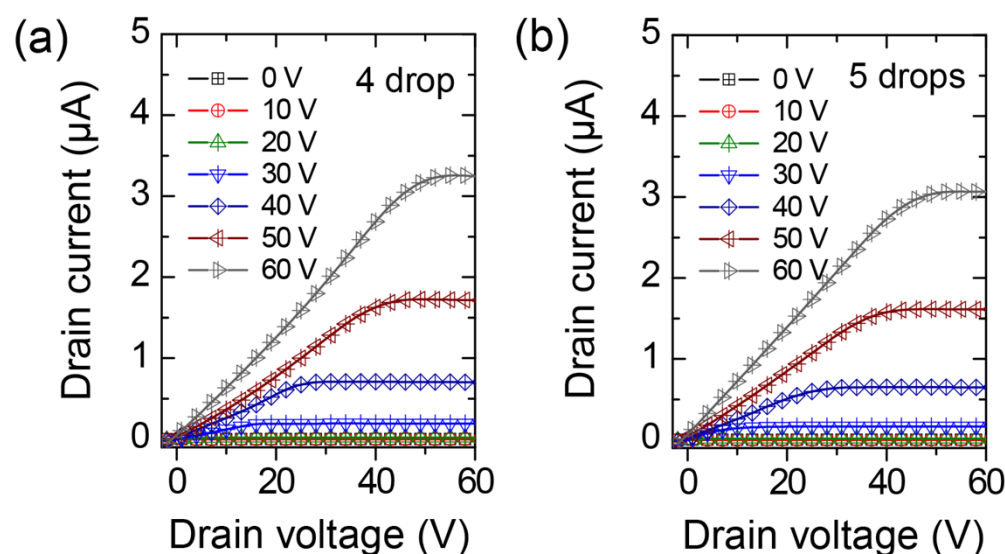 (a)
4 drop
0 V
10 V
20 V
30 V
40 V
50 V
60 V
Drain current (µA)
5
4
3
2
1
0
0 20 40 60
Drain voltage (V)
(b)
5 drops
0 V
10 V
20 V
30 V
40 V
50 V
60 V
Drain current (µA)
5
4
3
2
1
0
0 20 40 60
Drain voltage (V)